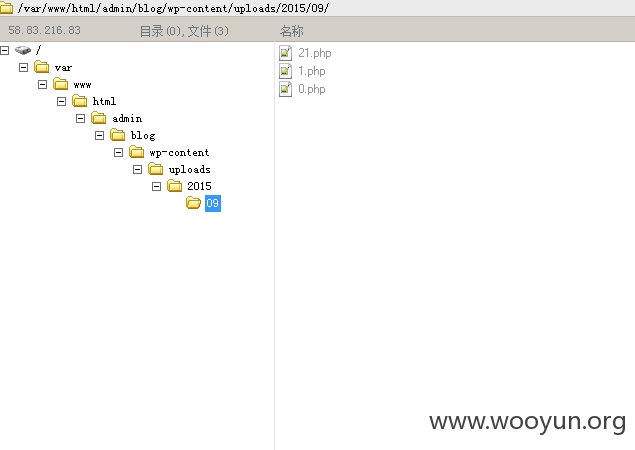 /var/www/html/admin/blog/wp-content/uploads/2015/09/
58.83.216.83 目录(0),文件(3) 名称
/
var
www
html
admin
blog
wp-content
uploads
2015
09
21.php
1.php
0.php
www.wooyun.org